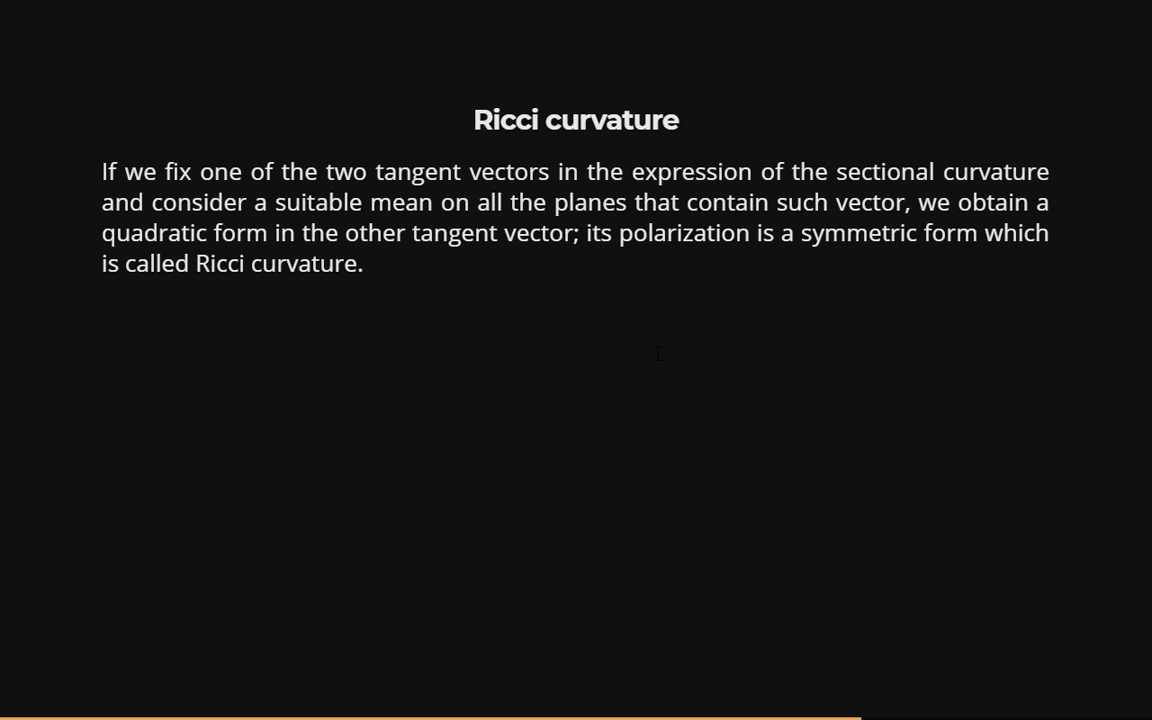 Ricci curvature
If we fix one of the two tangent vectors in the expression of the sectional curvature
and consider a suitable mean on all the planes that contain such vector, we obtain a
quadratic form in the other tangent vector; its polarization is a symmetric form which
is called Ricci curvature.